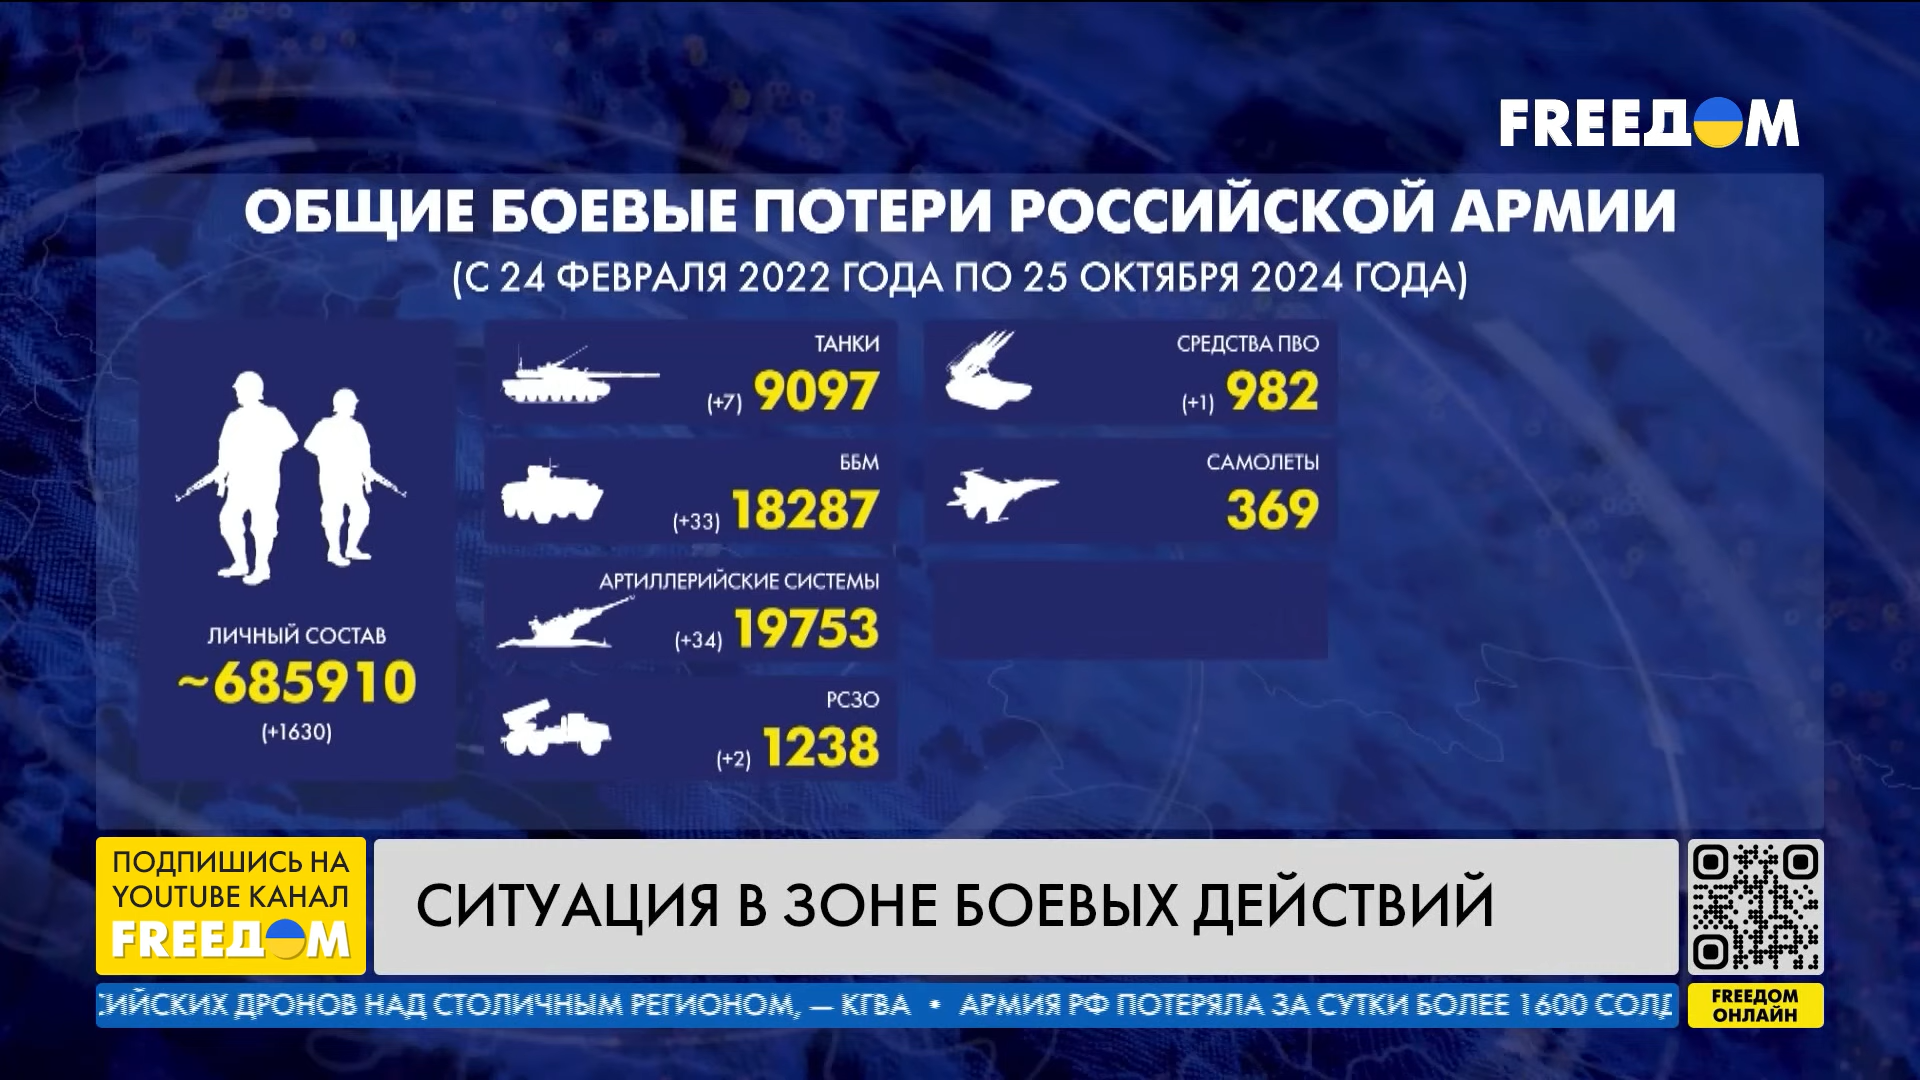 FREEДOM
ОБЩИЕ БОЕВЫЕ ПОТЕРИ РОССИЙСКОЙ АРМИИ
(С 24 ФЕВРАЛЯ 2022 ГОДА ПО 25 ОКТЯБРЯ 2024 ГОДА)
ЛИЧНЫЙ СОСТАВ
~685910
(+1630)
ТАНКИ
(+7) 9097
ББМ
(+33) 18287
АРТИЛЛЕРИЙСКИЕ СИСТЕМЫ
(+34) 19753
РСЗО
(+2) 1238
СРЕДСТВА ПВО
(+1) 982
САМОЛЕТЫ
369
ПОДПИШИСЬ НА
YOUTUBE КАНАЛ
FREEДOM
СИТУАЦИЯ В ЗОНЕ БОЕВЫХ ДЕЙСТВИЙ
ДРОНОВ НАД СТОЛИЧНЫМ РЕГИОНОМ, — КГВА • АРМИЯ РФ ПОТЕРЯЛА ЗА СУТКИ БОЛЕЕ 1600
FREEДOM
ОНЛАЙН